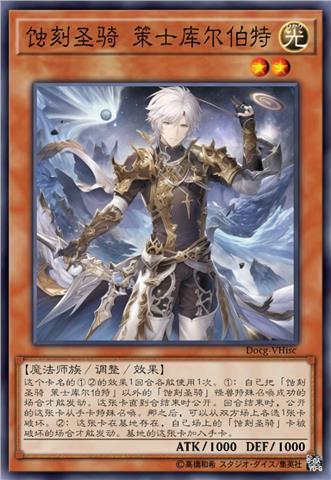 蚀刻圣骑 策士库尔伯特
光
Docg-VHisc
【魔法师族／调整／效果】
这个卡名的①②的效果1回合各能使用1次。①：自己把「蚀
刻圣骑 策士库尔伯特」以外的「蚀刻圣骑」怪兽特殊召唤成功的
场合才能发动。这张卡直到合结束时公开。回合结束时，公开
的这张卡从手卡特殊召唤。那之后，可以从双方场上各选1张卡
破坏。②：这张卡在墓地存在，自己场上的「蚀刻圣骑」卡被
破坏的场合才能发动。墓地的这张卡加入手卡。
ATK／1000 DEF／1000
©高橋和希 スタジオ・ダイス/集英社